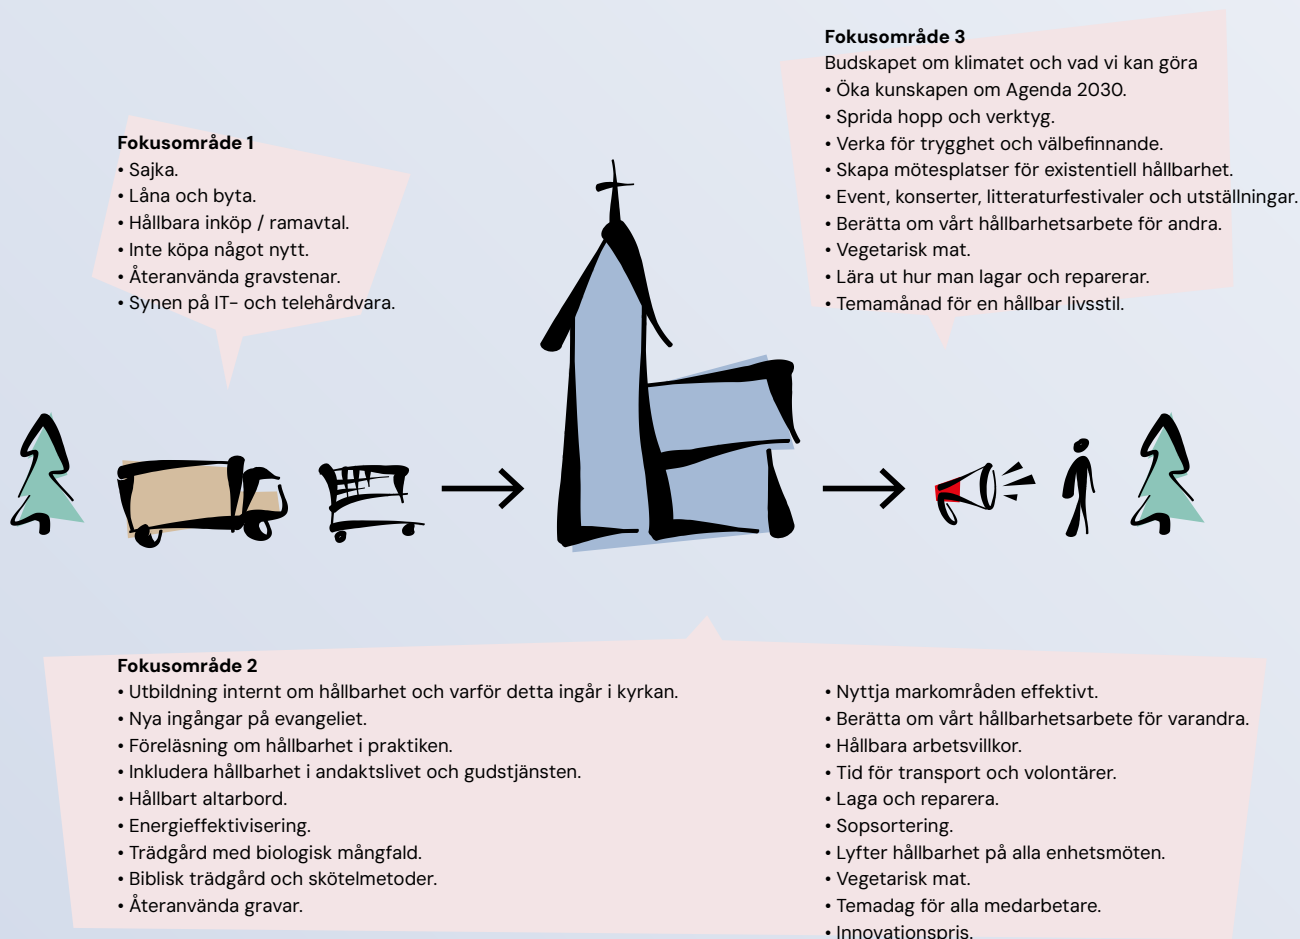 Fokusområde 1
• Sajka.
• Låna och byta.
• Hållbara inköp / ramavtal.
• Inte köpa något nytt.
• Återanvända gravstenar.
• Synen på IT- och telehårdvara.
Fokusområde 3
Budskapet om klimatet och vad vi kan göra
• Öka kunskapen om Agenda 2030.
• Sprida hopp och verktyg.
• Verka för trygghet och välbefinnande.
• Skapa mötesplatser för existentiell hållbarhet.
• Event, konserter, litteraturfestivaler och utställningar.
• Berätta om vårt hållbarhetsarbete för andra.
• Vegetarisk mat.
• Lära ut hur man lagar och reparerar.
• Temamånad för en hållbar livsstil.
Fokusområde 2
• Utbildning internt om hållbarhet och varför detta ingår i kyrkan.
• Nya ingångar på evangeliet.
• Föreläsning om hållbarhet i praktiken.
• Inkludera hållbarhet i andaktslivet och gudstjänsten.
• Hållbart altarbord.
• Energieffektivisering.
• Trädgård med biologisk mångfald.
• Biblisk trädgård och skötelmetoder.
• Återanvända gravar.
• Nyttja markområden effektivt.
• Berätta om vårt hållbarhetsarbete för varandra.
• Hållbara arbetsvillkor.
• Tid för transport och volontärer.
• Laga och reparera.
• Sopsortering.
• Lyfter hållbarhet på alla enhetsmöten.
• Vegetarisk mat.
• Temadag för alla medarbetare.
• Innovationspris.